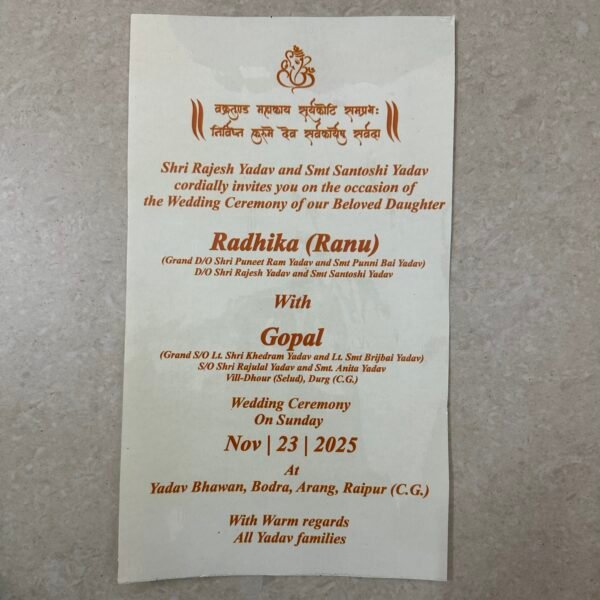 वक्रतुण्ड महाकाय सूर्यकोटि समप्रभः
निर्विघ्न कुरुमे देव सर्वकार्येषु सर्वदा
Shri Rajesh Yadav and Smt Santoshi Yadav
cordially invites you on the occasion of
the Wedding Ceremony of our Beloved Daughter
Radhika (Ranu)
(Grand D/O Shri Puneet Ram Yadav and Smt Punni Bai Yadav)
D/O Shri Rajesh Yadav and Smt Santoshi Yadav
With
Gopal
(Grand S/O Lt. Shri Khedram Yadav and Lt. Smt Brijbai Yadav)
S/O Shri Rajulal Yadav and Smt. Anita Yadav
Vill-Dhour (Selud), Durg (C.G.)
Wedding Ceremony
On Sunday
Nov | 23 | 2025
At
Yadav Bhawan, Bodra, Arang, Raipur (C.G.)
With Warm regards
All Yadav families